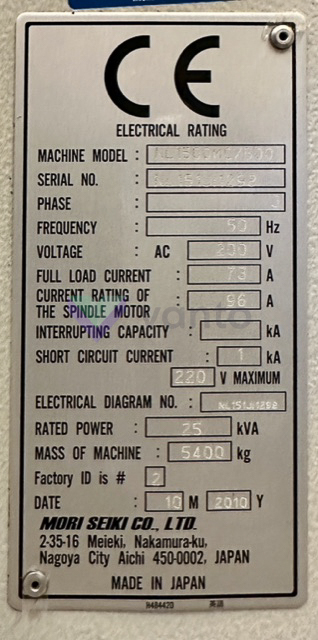 CE
ELECTRICAL RATING
MACHINE MODEL :
SERIAL NO. :
PHASE : 3
FREQUENCY : 50 Hz
VOLTAGE : AC 200 V
FULL LOAD CURRENT : 73 A
CURRENT RATING OF
THE SPINDLE MOTOR : 96 A
INTERRUPTING CAPACITY : kA
SHORT CIRCUIT CURRENT : 1 kA
220 V MAXIMUM
ELECTRICAL DIAGRAM NO. :
RATED POWER : 25 kVA
MASS OF MACHINE : 5400 kg
Factory ID is # 2
DATE : 10 M 2010 Y
MORI SEIKI CO., LTD.
2-35-16 Meieki, Nakamura-ku,
Nagoya City Aichi 450-0002, JAPAN
MADE IN JAPAN
vanto